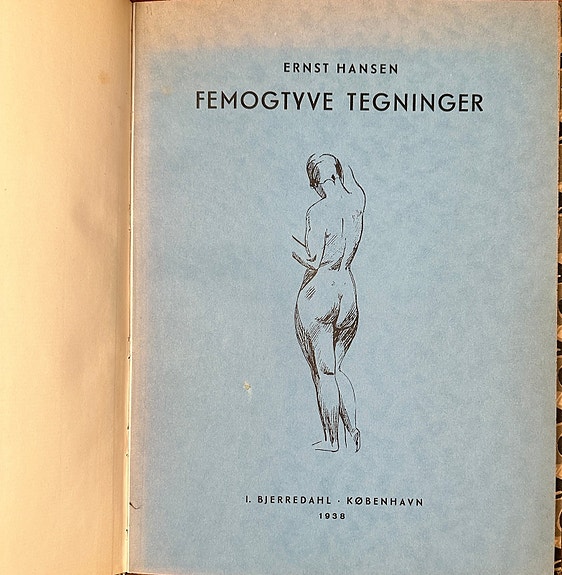 ERNST HANSEN
FEMOGTYVE TEGNINGER
I. BJERREDAHL · KØBENHAVN
1938